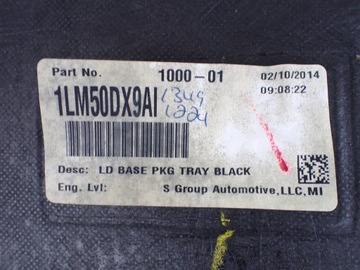 Part No. 1000-01 02/10/2014
09:08:22
1LM50DX9AI
1349
1224
Desc: LD BASE PKG TRAY BLACK
Eng. Lvl: S Group Automotive,LLC,MI